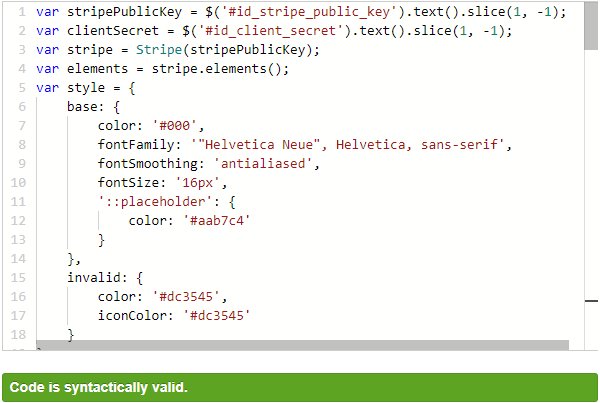 1 var stripePublicKey = $('#id_stripe_public_key').text().slice(1, -1);
2 var clientSecret = $('#id_client_secret').text().slice(1, -1);
3 var stripe = Stripe(stripePublicKey);
4 var elements = stripe.elements();
5 var style = {
6 base: {
7 color: '#000',
8 fontFamily: '"Helvetica Neue", Helvetica, sans-serif',
9 fontSmoothing: 'antialiased',
10 fontSize: '16px',
11 '::placeholder': {
12 color: '#aab7c4'
13 }
14 },
15 invalid: {
16 color: '#dc3545',
17 iconColor: '#dc3545'
18 }
Code is syntactically valid.